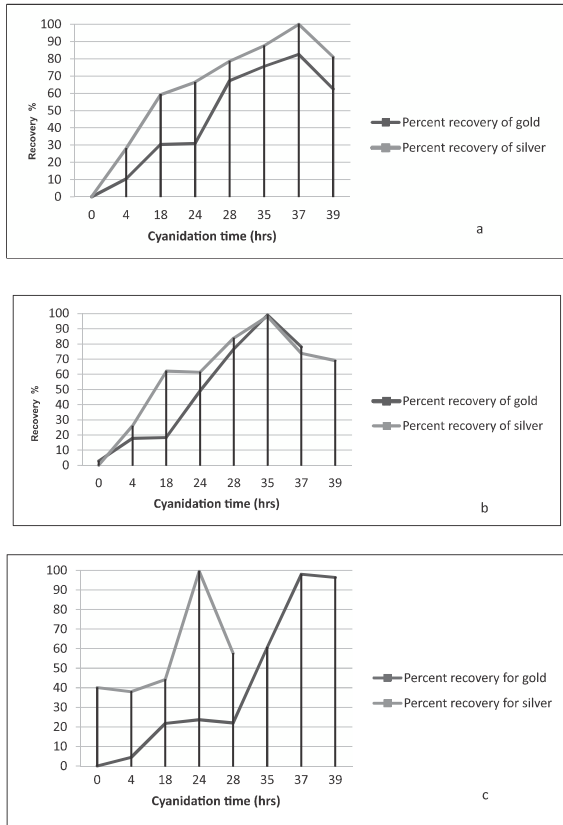 100
90
80
70
60
50
40
30
20
10
0
Recovery %
0 4 18 24 28 35 37 39
Cyanidation time (hrs)
Percent recovery of gold
Percent recovery of silver
a
100
90
80
70
60
50
40
30
20
10
0
Recovery %
0 4 18 24 28 35 37 39
Cyanidation time (hrs)
Percent recovery of gold
Percent recovery of silver
b
100
90
80
70
60
50
40
30
20
10
0
0 4 18 24 28 35 37 39
Cyanidation time (hrs)
Percent recovery for gold
Percent recovery for silver
c